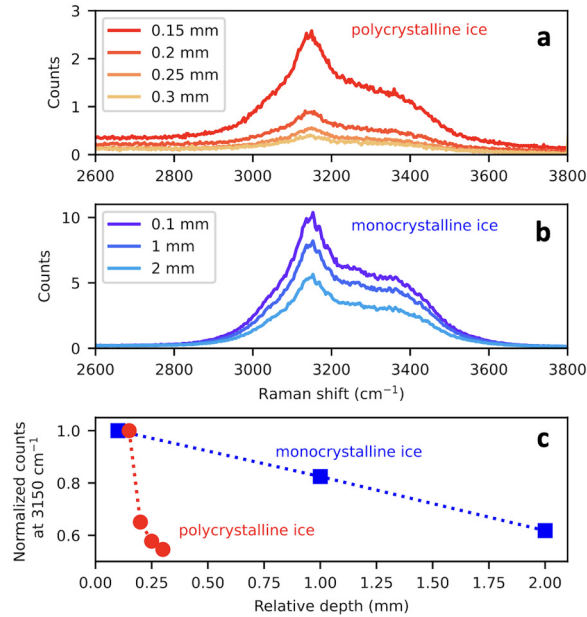 a
polycrystalline ice
0.15 mm
0.2 mm
0.25 mm
0.3 mm
Counts
3
2
1
0
2600 2800 3000 3200 3400 3600 3800
b
monocrystalline ice
0.1 mm
1 mm
2 mm
Counts
10
5
0
2600 2800 3000 3200 3400 3600 3800
Raman shift (cm⁻¹)
c
monocrystalline ice
polycrystalline ice
Normalized counts
at 3150 cm⁻¹
1.0
0.8
0.6
0.00 0.25 0.50 0.75 1.00 1.25 1.50 1.75 2.00
Relative depth (mm)